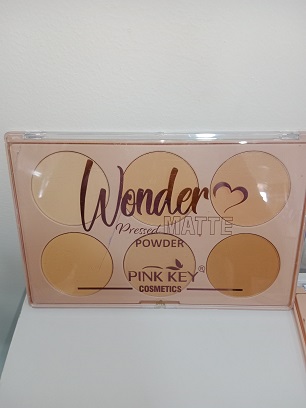 Wonder
Pressed MATTE
POWDER
PINK KEY®
COSMETICS